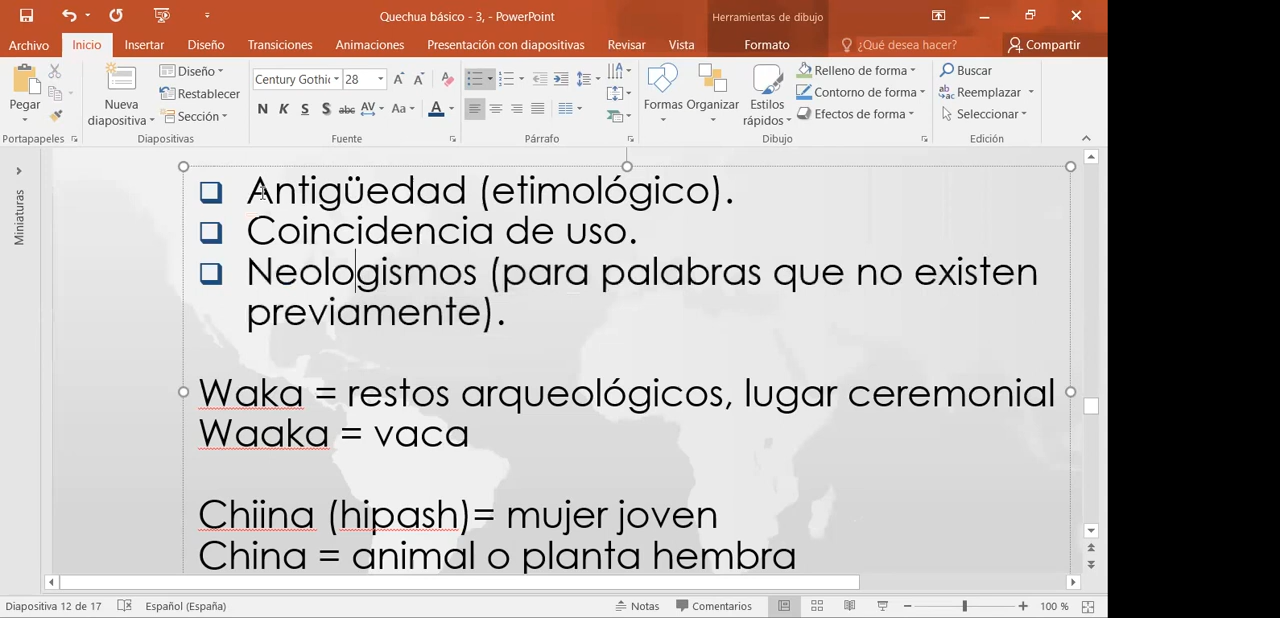 Quechua básico - 3, - PowerPoint
Herramientas de dibujo
Archivo Inicio Insertar Diseño Transiciones Animaciones Presentación con diapositivas Revisar Vista Formato ¿Qué desea hacer? Compartir
Pegar
Nueva diapositiva
Diseño
Restablecer
Sección
Century Gothic 28
N K S S abc AV Aa A
Formas Organizar Estilos rápidos
Relleno de forma
Contorno de forma
Efectos de forma
Buscar
Reemplazar
Seleccionar
Portapapeles Diapositivas Fuente Párrafo Dibujo Edición
Miniaturas
Antigüedad (etimológico).
Coincidencia de uso.
Neologismos (para palabras que no existen
previamente).
Waka = restos arqueológicos, lugar ceremonial
Waaka = vaca
Chiina (hipash)= mujer joven
China = animal o planta hembra
Diapositiva 12 de 17 Español (España) Notas Comentarios 100 %